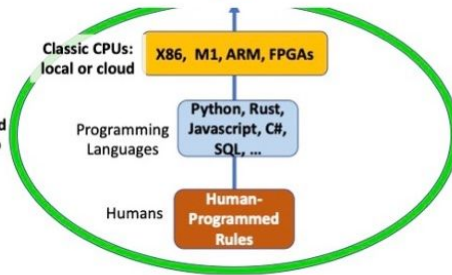 Classic CPUs:
local or cloud
X86, M1, ARM, FPGAs
Programming
Languages
Python, Rust,
Javascript, C#,
SQL, ...
Humans
Human-
Programmed
Rules